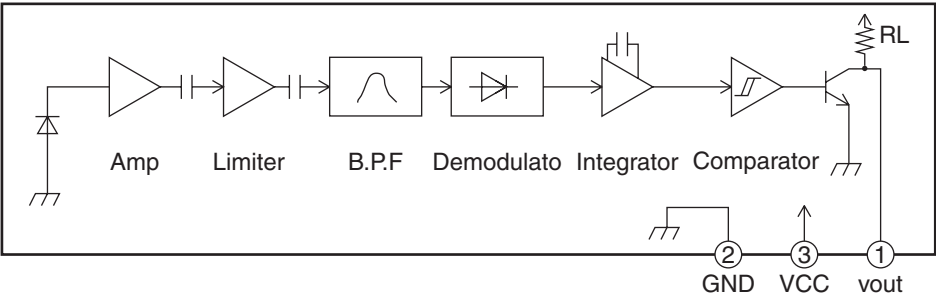 RL
Amp Limiter B.P.F Demodulato Integrator Comparator
2 3 1
GND VCC vout